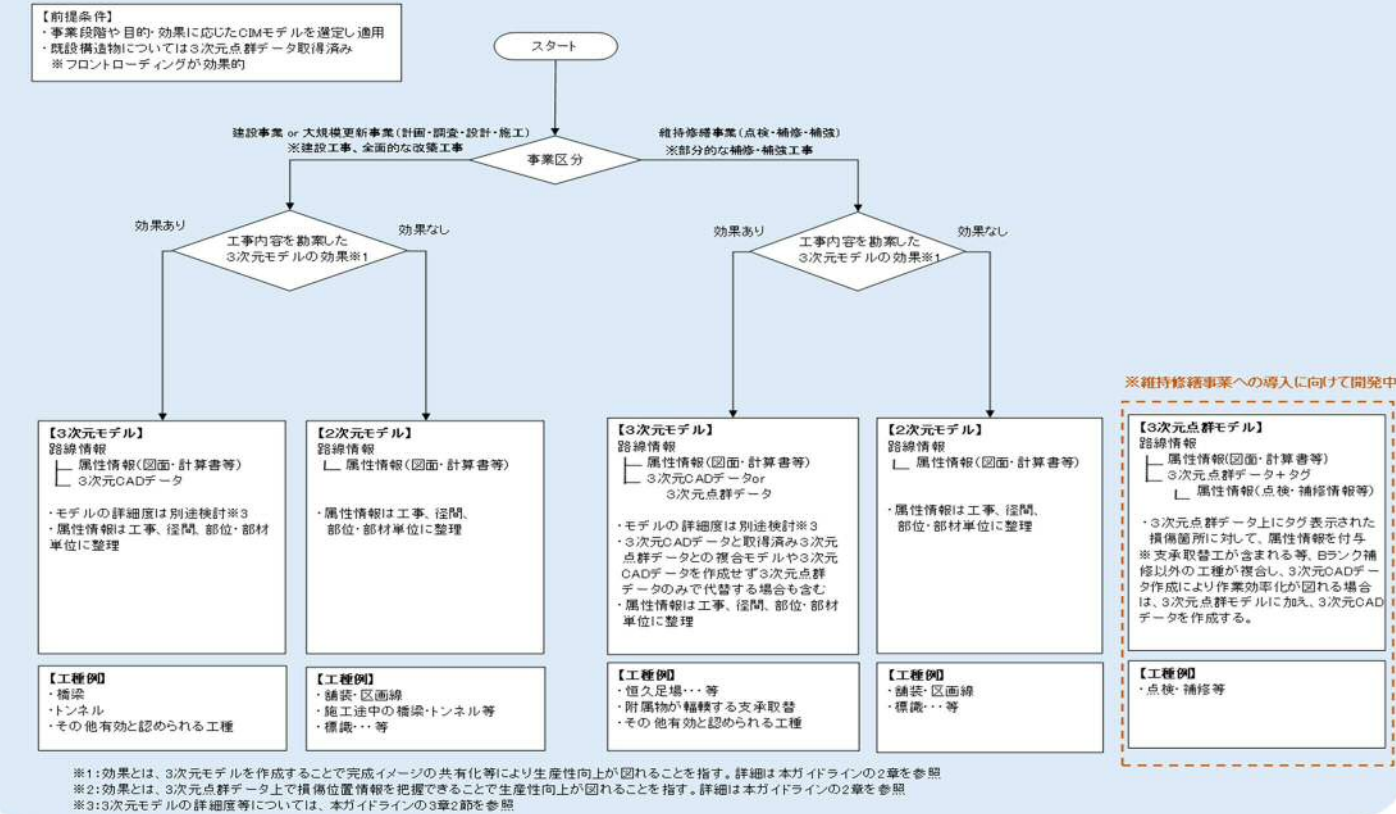 【前提条件】
・事業段階や目的・効果に応じたCIMモデルを選定し適用
・既設構造物については3次元点群データ取得済み
※フロントローディングが効果的
スタート
建設事業 or 大規模更新事業(計画・調査・設計・施工)
※建設工事、全面的な改築工事
事業区分
維持修繕事業(点検・補修・補強)
※部分的な補修・補強工事
効果あり
工事内容を勘案した
3次元モデルの効果※1
効果なし
効果あり
工事内容を勘案した
3次元モデルの効果※1
効果なし
※維持修繕事業への導入に向けて開発中
【3次元モデル】
路線情報
属性情報(図面・計算書等)
3次元CADデータ
・モデルの詳細度は別途検討※3
・属性情報は工事、径間、部位・部材
単位に整理
【2次元モデル】
路線情報
属性情報(図面・計算書等)
・属性情報は工事、径間、
部位・部材単位に整理
【3次元モデル】
路線情報
属性情報(図面・計算書等)
3次元CADデータor
3次元点群データ
・モデルの詳細度は別途検討※3
・3次元CADデータと取得済み3次元
点群データとの複合モデルや3次元
CADデータを作成せず3次元点群
データのみで代替する場合も含む
・属性情報は工事、径間、部位・部材
単位に整理
【2次元モデル】
路線情報
属性情報(図面・計算書等)
・属性情報は工事、径間、
部位・部材単位に整理
【3次元点群モデル】
路線情報
属性情報(図面・計算書等)
3次元点群データ+タグ
属性情報(点検・補修情報等)
・3次元点群データ上にタグ表示された
損傷箇所に対して、属性情報を付与
※支承取替工が含まれる等、Bランク補
修以外の工種が複合し、3次元CADデー
タ作成により作業効率化が図れる場合
は、3次元点群モデルに加え、3次元CAD
データを作成する。
【工種例】
・橋梁
・トンネル
・その他有効と認められる工種
【工種例】
・舗装・区画線
・施工途中の橋梁・トンネル等
・標識・・・等
【工種例】
・恒久足場・・・等
・附属物が輻輳する支承取替
・その他有効と認められる工種
【工種例】
・舗装・区画線
・標識・・・等
【工種例】
・点検・補修等
※1:効果とは、3次元モデルを作成することで完成イメージの共有化等により生産性向上が図れることを指す。詳細は本ガイドラインの2章を参照
※2:効果とは、3次元点群データ上で損傷位置情報を把握できることで生産性向上が図れることを指す。詳細は本ガイドラインの2章を参照
※3:3次元モデルの詳細度等については、本ガイドラインの3章2節を参照